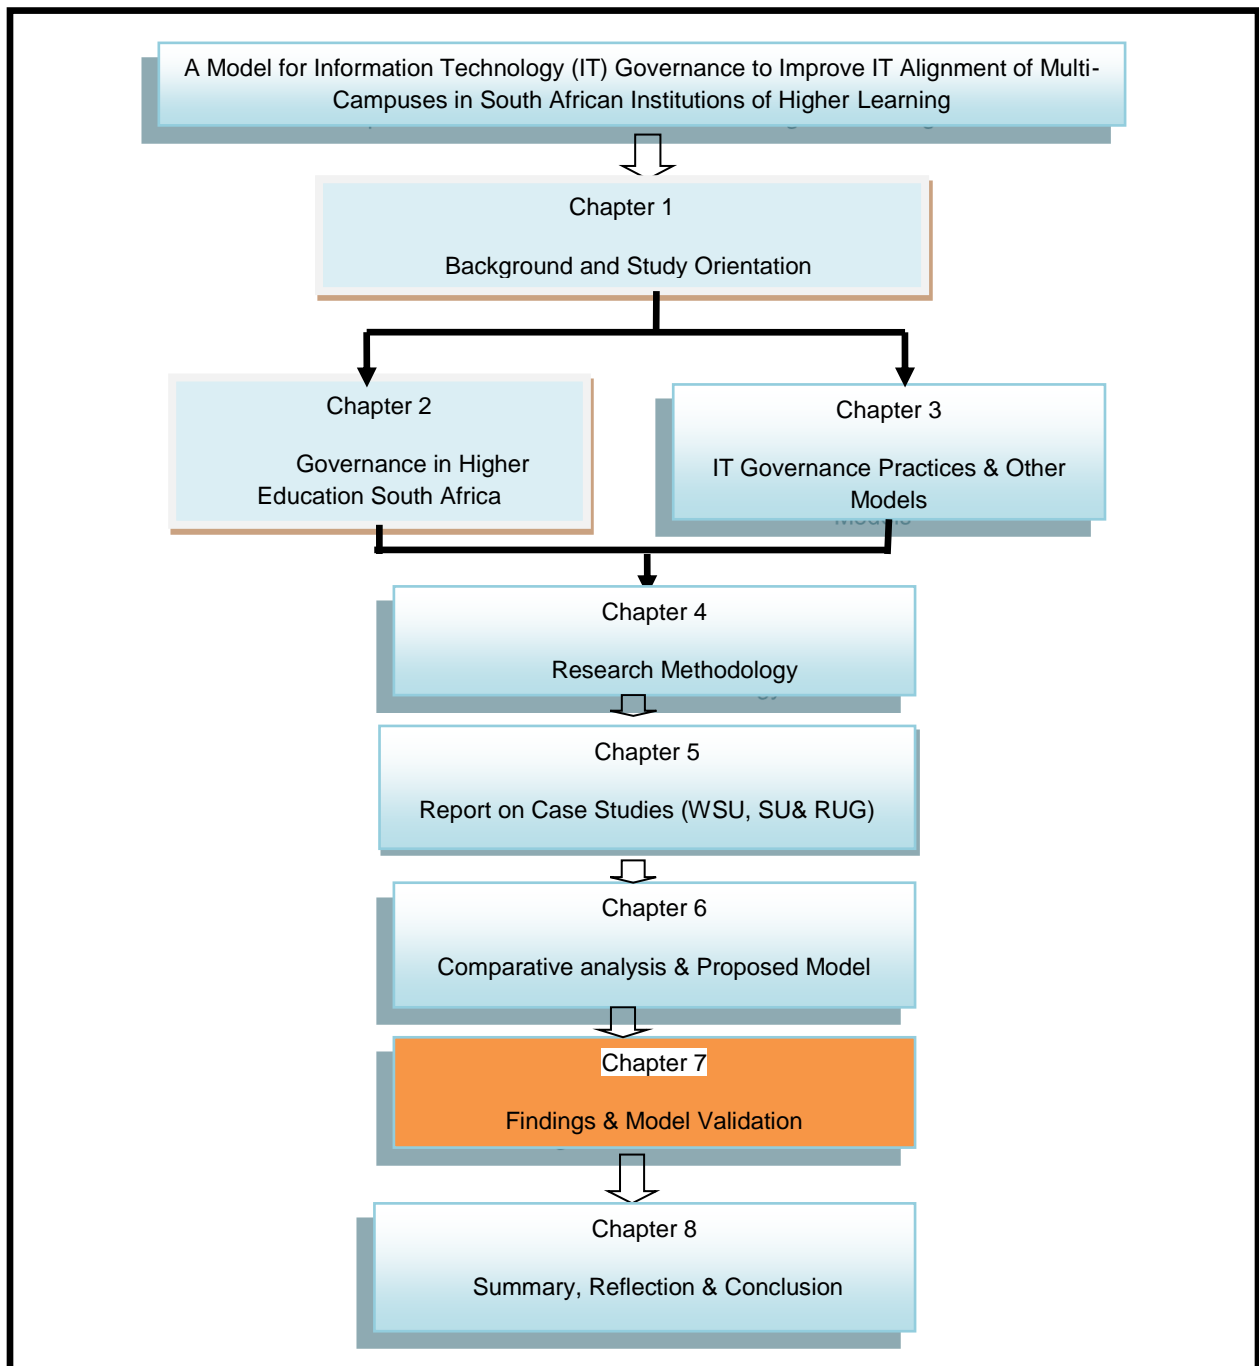 A Model for Information Technology (IT) Governance to Improve IT Alignment of Multi-
Campuses in South African Institutions of Higher Learning
Chapter 1
Background and Study Orientation
Chapter 2
Governance in Higher
Education South Africa
Chapter 3
IT Governance Practices & Other
Models
Chapter 4
Research Methodology
Chapter 5
Report on Case Studies (WSU, SU& RUG)
Chapter 6
Comparative analysis & Proposed Model
Chapter 7
Findings & Model Validation
Chapter 8
Summary, Reflection & Conclusion